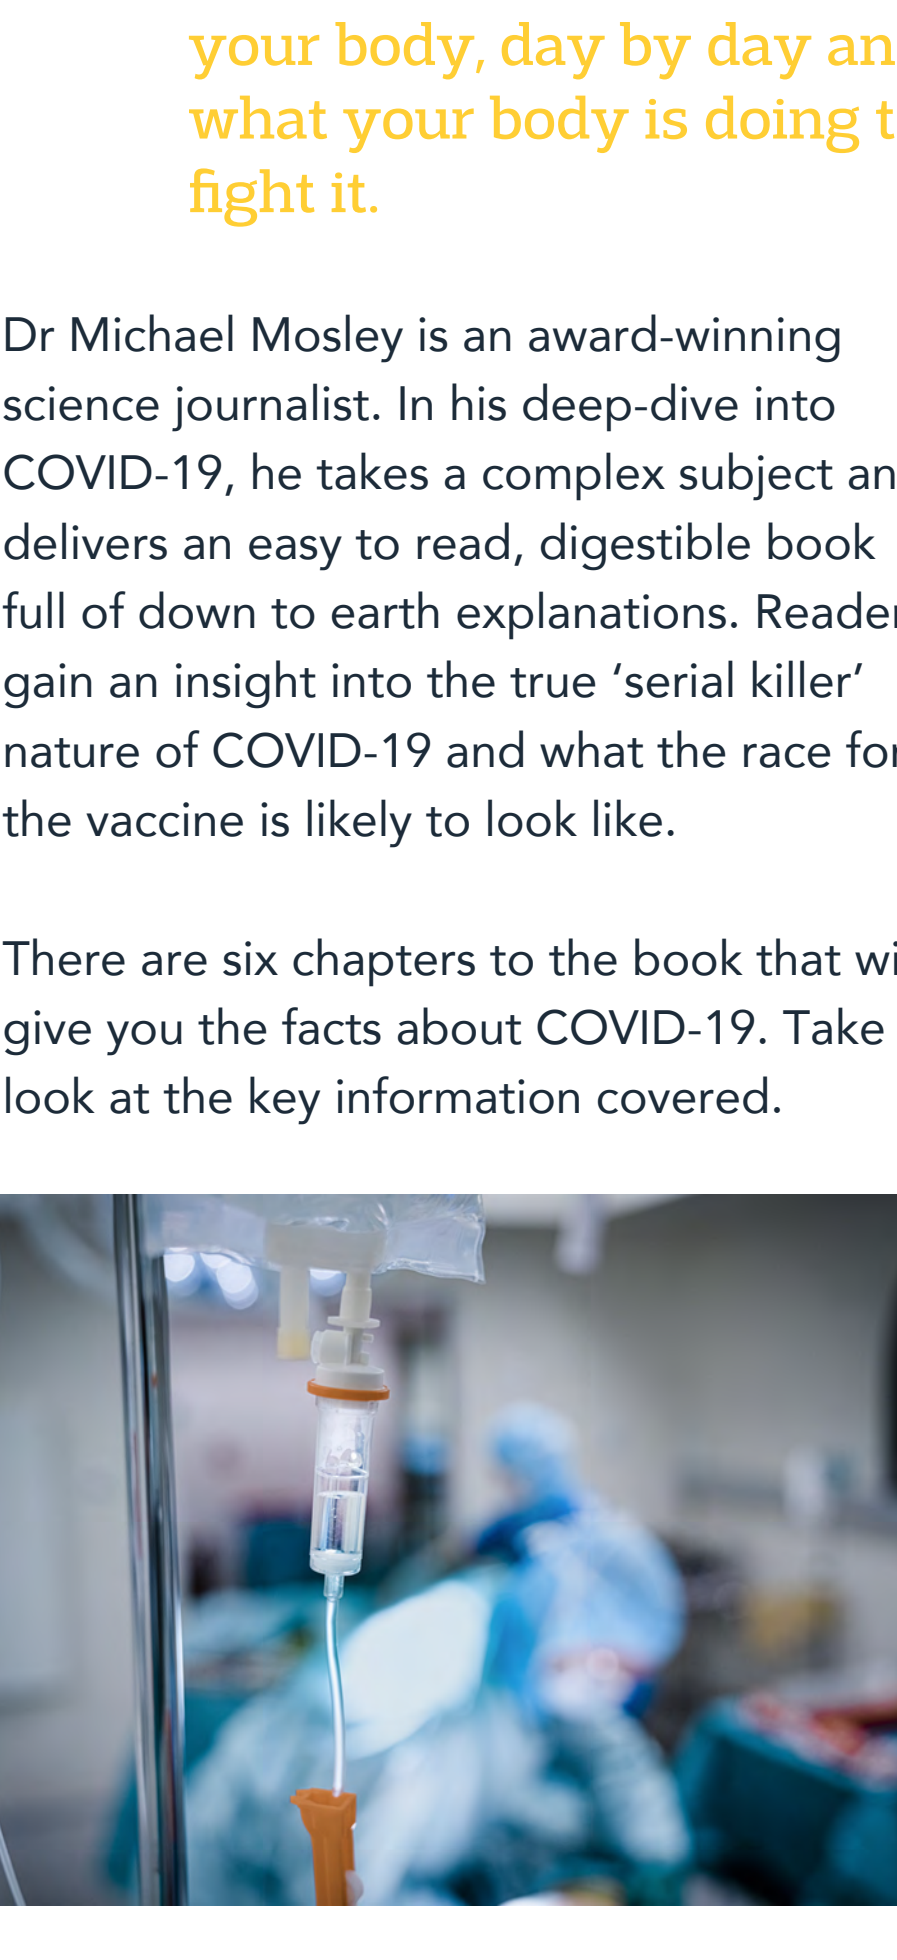 your body, day by day an
what your body is doing t
fight it.
Dr Michael Mosley is an award-winning
science journalist. In his deep-dive into
COVID-19, he takes a complex subject an
delivers an easy to read, digestible book
full of down to earth explanations. Reader
gain an insight into the true ‘serial killer’
nature of COVID-19 and what the race for
the vaccine is likely to look like.
There are six chapters to the book that wi
give you the facts about COVID-19. Take
look at the key information covered.